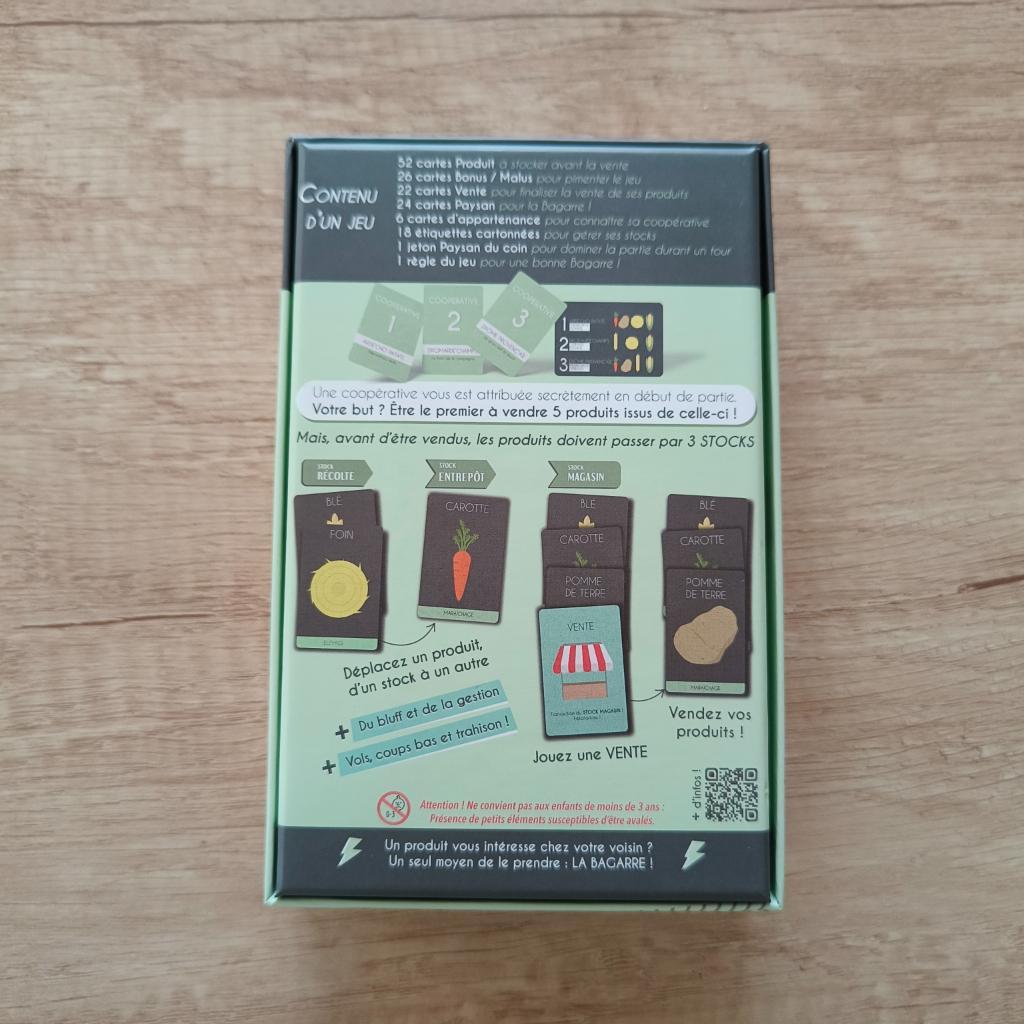 CONTENU
D'UN JEU
52 cartes Produit à stocker avant la vente
26 cartes Bonus / Malus pour pimenter le jeu
22 cartes Vente pour finaliser la vente de ses produits
24 cartes Paysan pour la Bagarre !
6 cartes d'appartenance pour connaître sa coopérative
18 étiquettes cartonnées pour gérer ses stocks
1 jeton Paysan du coin pour dominer la partie durant un tour
1 règle du jeu pour une bonne Bagarre !
COOPÉRATIVE
1
COOPÉRATIVE
2
COOPÉRATIVE
3
1
2
3
Une coopérative vous est attribuée secrètement en début de partie.
Votre but ? Être le premier à vendre 5 produits issus de celle-ci !
Mais, avant d'être vendus, les produits doivent passer par 3 STOCKS
STOCK
RÉCOLTE
STOCK
ENTREPÔT
STOCK
MAGASIN
BLÉ
FOIN
CAROTTE
MARAÎCHAGE
BLÉ
CAROTTE
POMME
DE TERRE
VENTE
BLÉ
CAROTTE
POMME
DE TERRE
MARAÎCHAGE
Déplacez un produit,
d'un stock à un autre
+ Du bluff et de la gestion
+ Vols, coups bas et trahison !
Jouez une VENTE
Vendez vos
produits !
+ d'infos !
0-3
Attention ! Ne convient pas aux enfants de moins de 3 ans :
Présence de petits éléments susceptibles d'être avalés.
Un produit vous intéresse chez votre voisin ?
Un seul moyen de le prendre : LA BAGARRE !